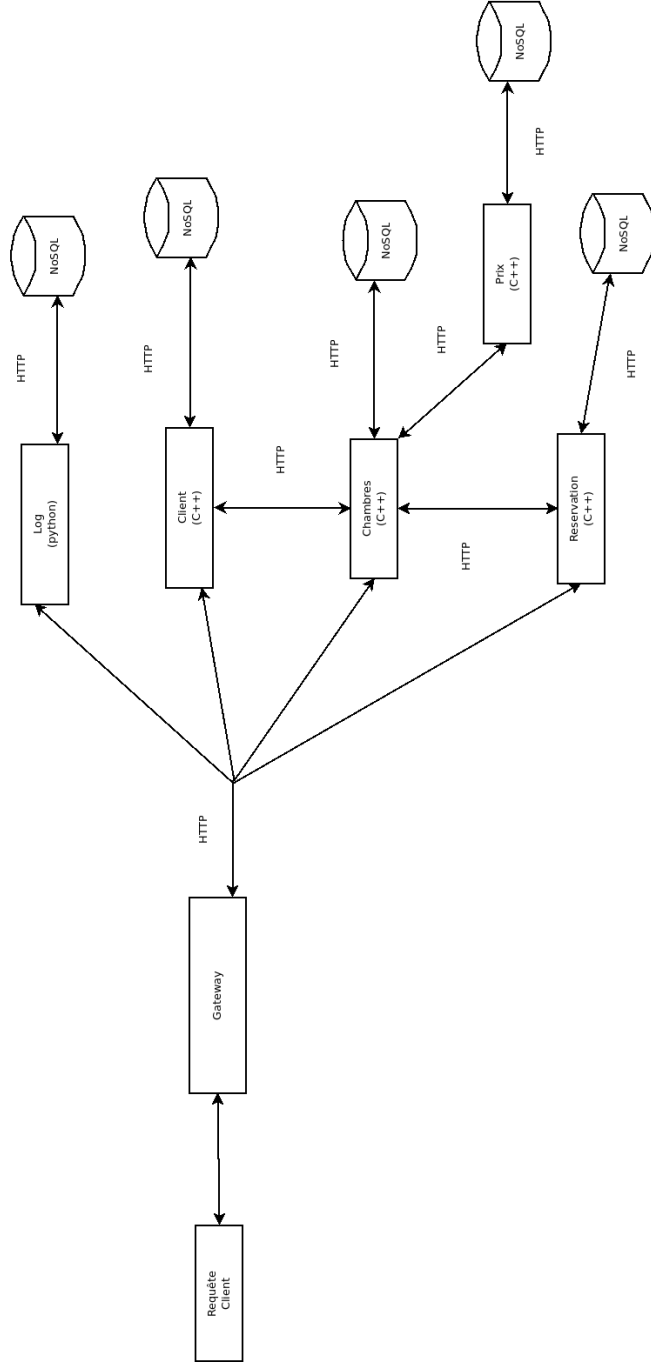 HTTP
Log
(python)
NoSQL
HTTP
Client
(C++)
NoSQL
Requête
Client
Gateway
HTTP
HTTP
HTTP
Chambres
(C++)
NoSQL
HTTP
HTTP
Prix
(C++)
HTTP
NoSQL
Reservation
(C++)
HTTP
NoSQL